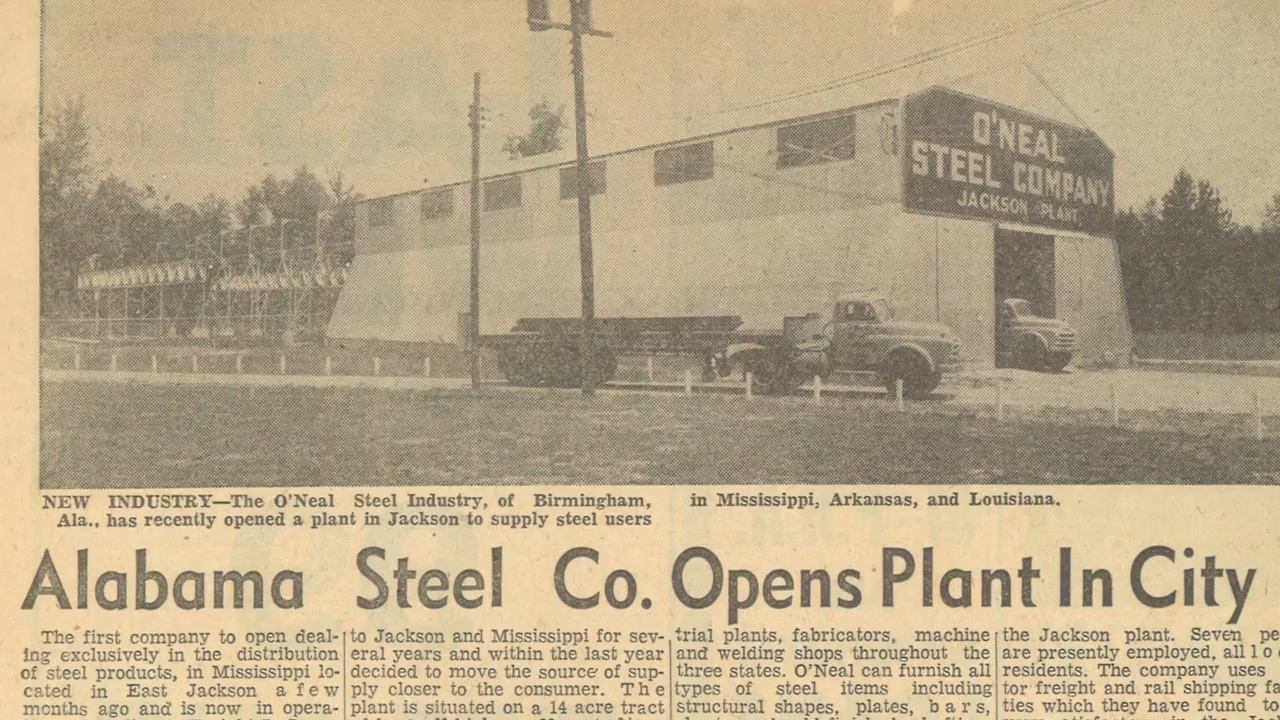 O'NEAL
STEEL COMPANY
JACKSON PLANT
NEW INDUSTRY—The O'Neal Steel Industry, of Birmingham,
Ala., has recently opened a plant in Jackson to supply steel users
in Mississippi, Arkansas, and Louisiana.
Alabama Steel Co. Opens Plant In City
The first company to open deal-
ing exclusively in the distribution
of steel products, in Mississippi lo-
cated in East Jackson a few
months ago and is now in opera-
to Jackson and Mississippi for sev-
eral years and within the last year
decided to move the source of sup-
ply closer to the consumer. The
plant is situated on a 14 acre tract
trial plants, fabricators, machine
and welding shops throughout the
three states. O'Neal can furnish all
types of steel items including
structural shapes, plates, bars,
the Jackson plant. Seven pe
are presently employed, all lo
residents. The company uses
tor freight and rail shipping fa
ties which they have found to